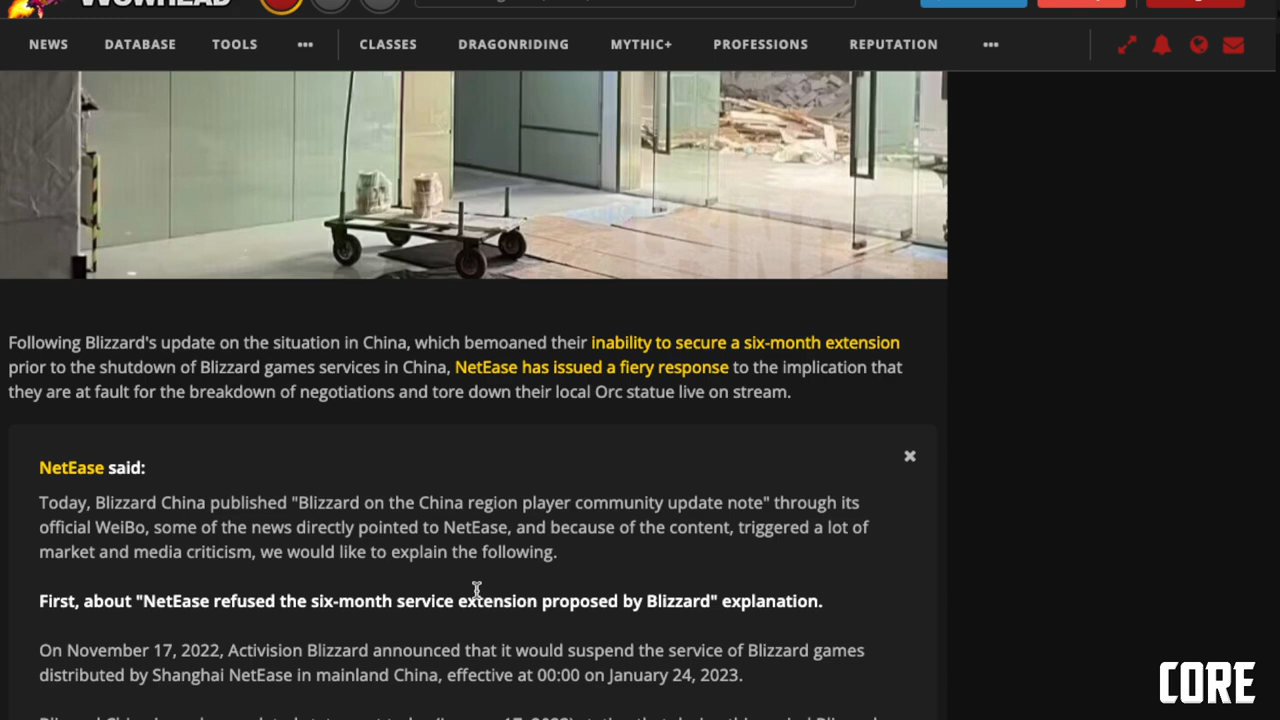 WOWHEAD
NEWS DATABASE TOOLS ••• CLASSES DRAGONRIDING MYTHIC+ PROFESSIONS REPUTATION •••
Following Blizzard's update on the situation in China, which bemoaned their inability to secure a six-month extension
prior to the shutdown of Blizzard games services in China, NetEase has issued a fiery response to the implication that
they are at fault for the breakdown of negotiations and tore down their local Orc statue live on stream.
NetEase said:
Today, Blizzard China published "Blizzard on the China region player community update note" through its
official WeiBo, some of the news directly pointed to NetEase, and because of the content, triggered a lot of
market and media criticism, we would like to explain the following.
First, about "NetEase refused the six-month service extension proposed by Blizzard" explanation.
On November 17, 2022, Activision Blizzard announced that it would suspend the service of Blizzard games
distributed by Shanghai NetEase in mainland China, effective at 00:00 on January 24, 2023.
CORE